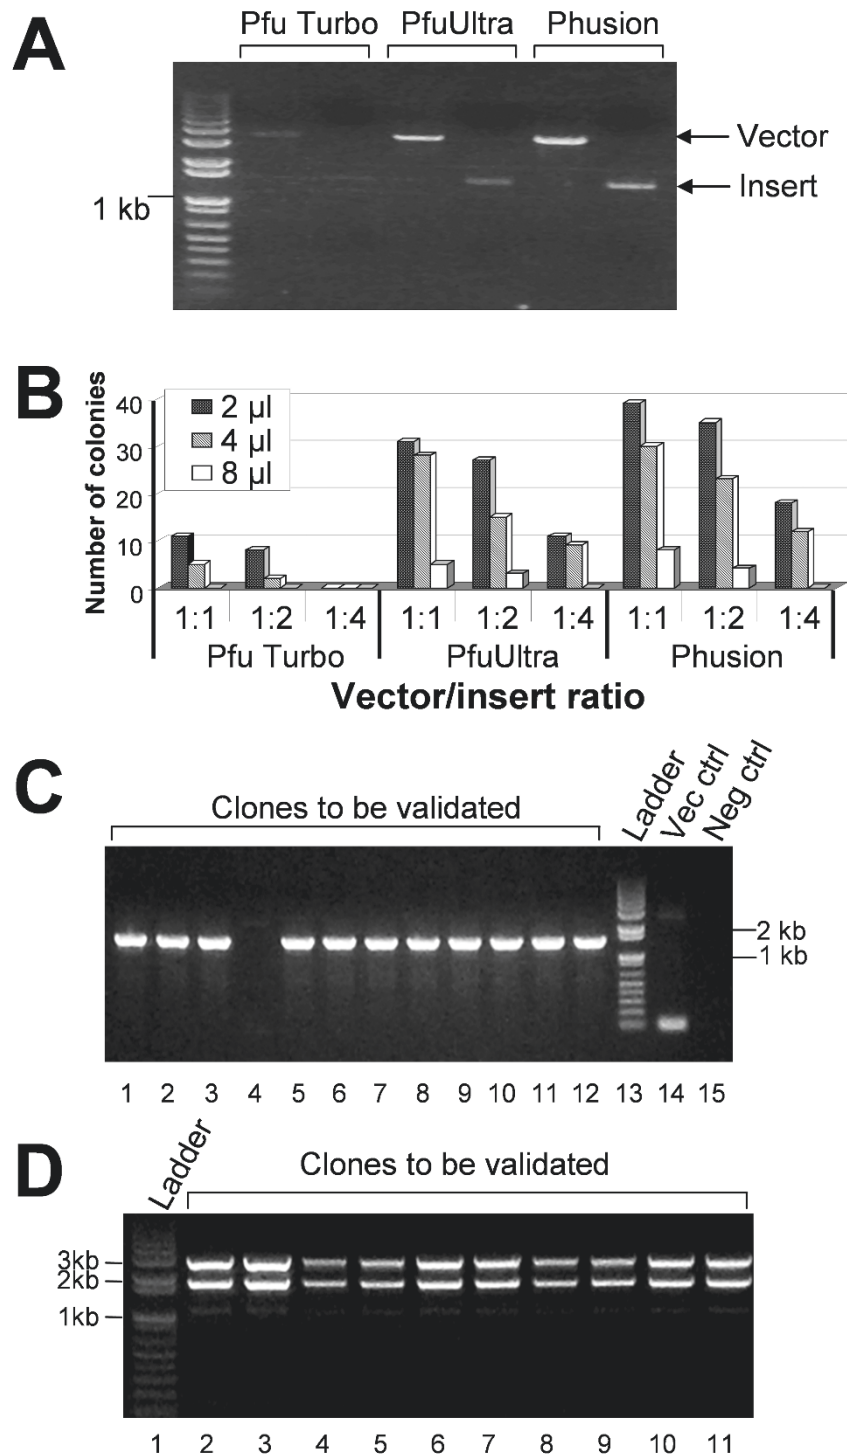 A
Pfu Turbo PfuUltra Phusion
Vector
Insert
1 kb
B
Number of colonies
40
30
20
10
0
2 µl
4 µl
8 µl
1:1 1:2 1:4 1:1 1:2 1:4 1:1 1:2 1:4
Pfu Turbo PfuUltra Phusion
Vector/insert ratio
C
Clones to be validated
Ladder
Vec ctrl
Neg ctrl
2 kb
1 kb
1 2 3 4 5 6 7 8 9 10 11 12 13 14 15
D
Ladder
Clones to be validated
3kb
2kb
1kb
1 2 3 4 5 6 7 8 9 10 11